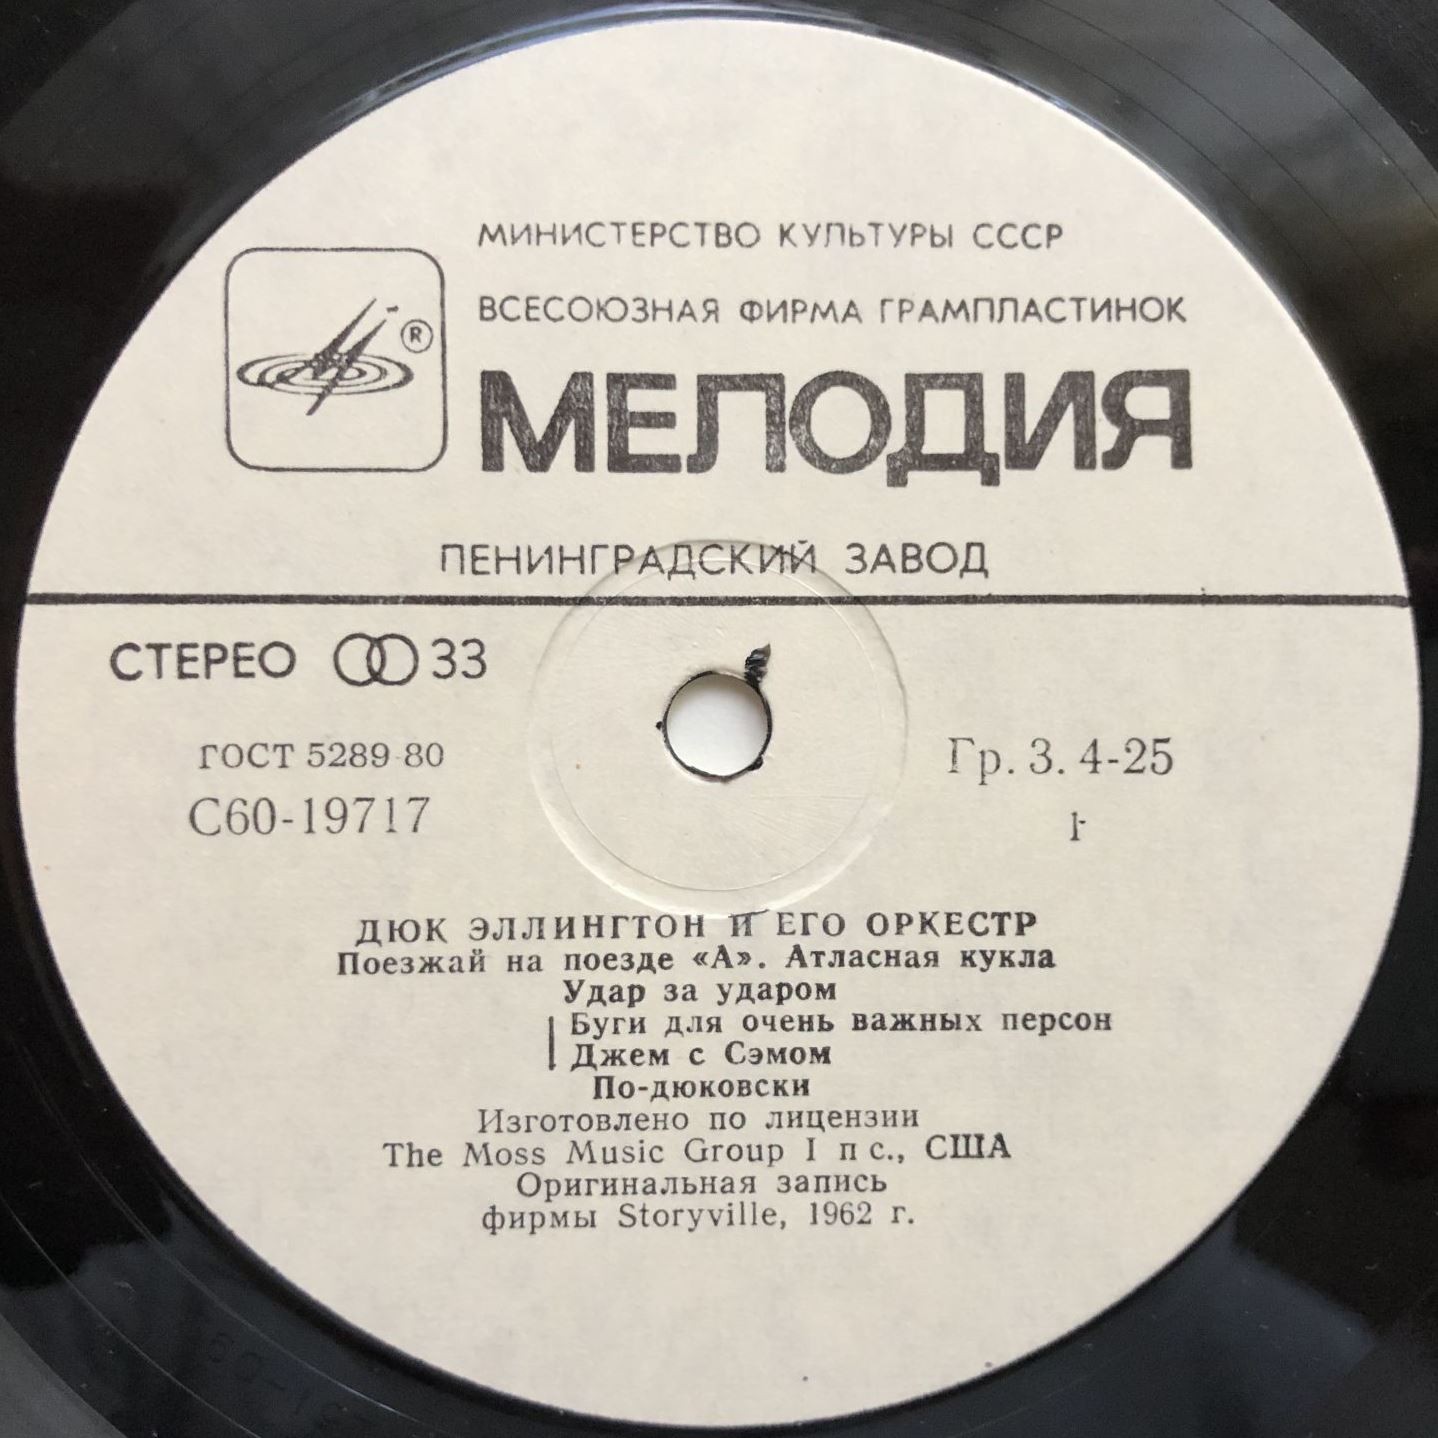 МИНИСТЕРСТВО КУЛЬТУРЫ СССР
ВСЕСОЮЗНАЯ ФИРМА ГРАМПЛАСТИНОК
®
МЕЛОДИЯ
ЛЕНИНГРАДСКИЙ ЗАВОД
СТЕРЕО 33
ГОСТ 5289-80
Гр. 3. 4-25
С60-19717
1
ДЮК ЭЛЛИНГТОН И ЕГО ОРКЕСТР
Поезжай на поезде «А». Атласная кукла
Удар за ударом
Буги для очень важных персон
Джем с Сэмом
По-дюковски
Изготовлено по лицензии
The Moss Music Group I п с., США
Оригинальная запись
фирмы Storyville, 1962 г.